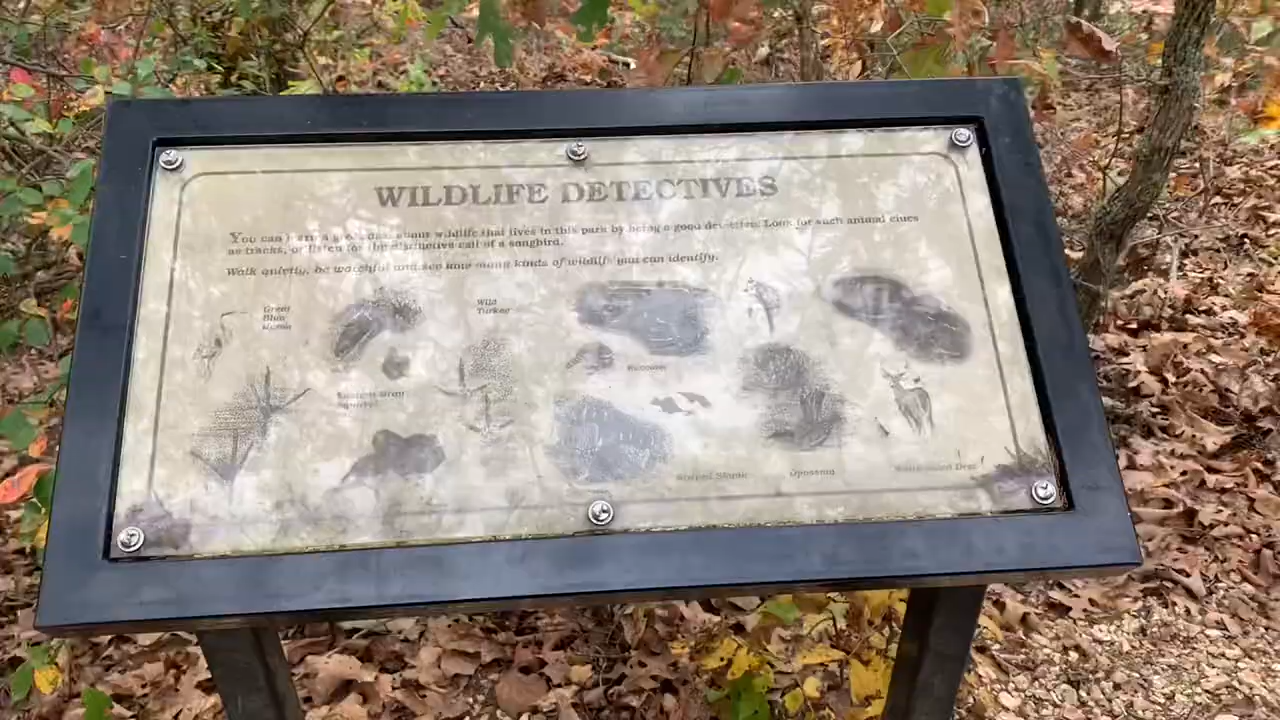 WILDLIFE DETECTIVES
You can learn a great deal about wildlife that lives in this park by being a good detective. Look for such animal clues
as tracks, or listen for the distinctive call of a songbird.
Walk quietly, be watchful and see how many kinds of wildlife you can identify.
Great
Blue
Heron
Wild
Turkey
Raccoon
Eastern Gray
Squirrel
Striped Skunk
Opossum
White-tailed Deer